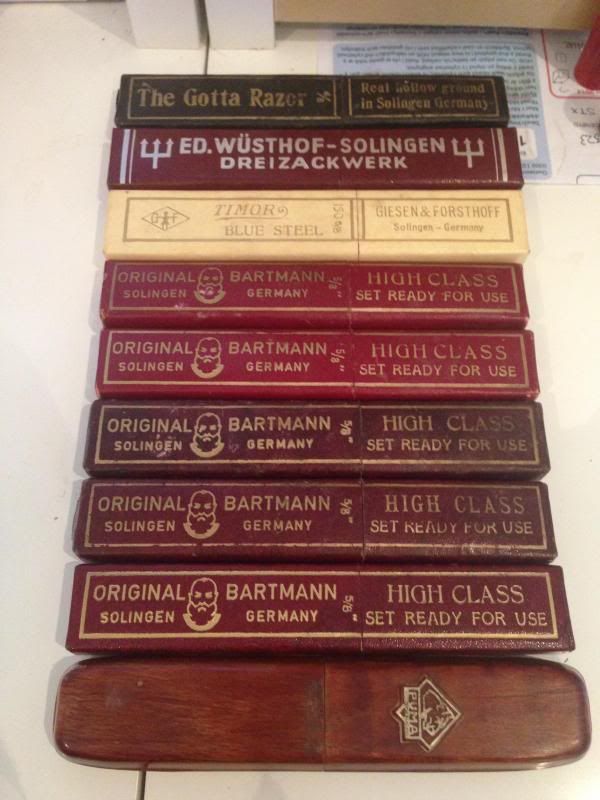 The Gotta Razor
Real hollow ground
in Solingen Germany
ED. WÜSTHOF-SOLINGEN
DREIZACKWERK
TIMOR
BLUE STEEL
GIESEN & FORSTHOFF
Solingen - Germany
ORIGINAL BARTMANN
SOLINGEN GERMANY
5/8"
HIGH CLASS
SET READY FOR USE
ORIGINAL BARTMANN
SOLINGEN GERMANY
5/8"
HIGH CLASS
SET READY FOR USE
ORIGINAL BARTMANN
SOLINGEN GERMANY
5/8"
HIGH CLASS
SET READY FOR USE
ORIGINAL BARTMANN
SOLINGEN GERMANY
5/8"
HIGH CLASS
SET READY FOR USE
ORIGINAL BARTMANN
SOLINGEN GERMANY
5/8"
HIGH CLASS
SET READY FOR USE
PUMA